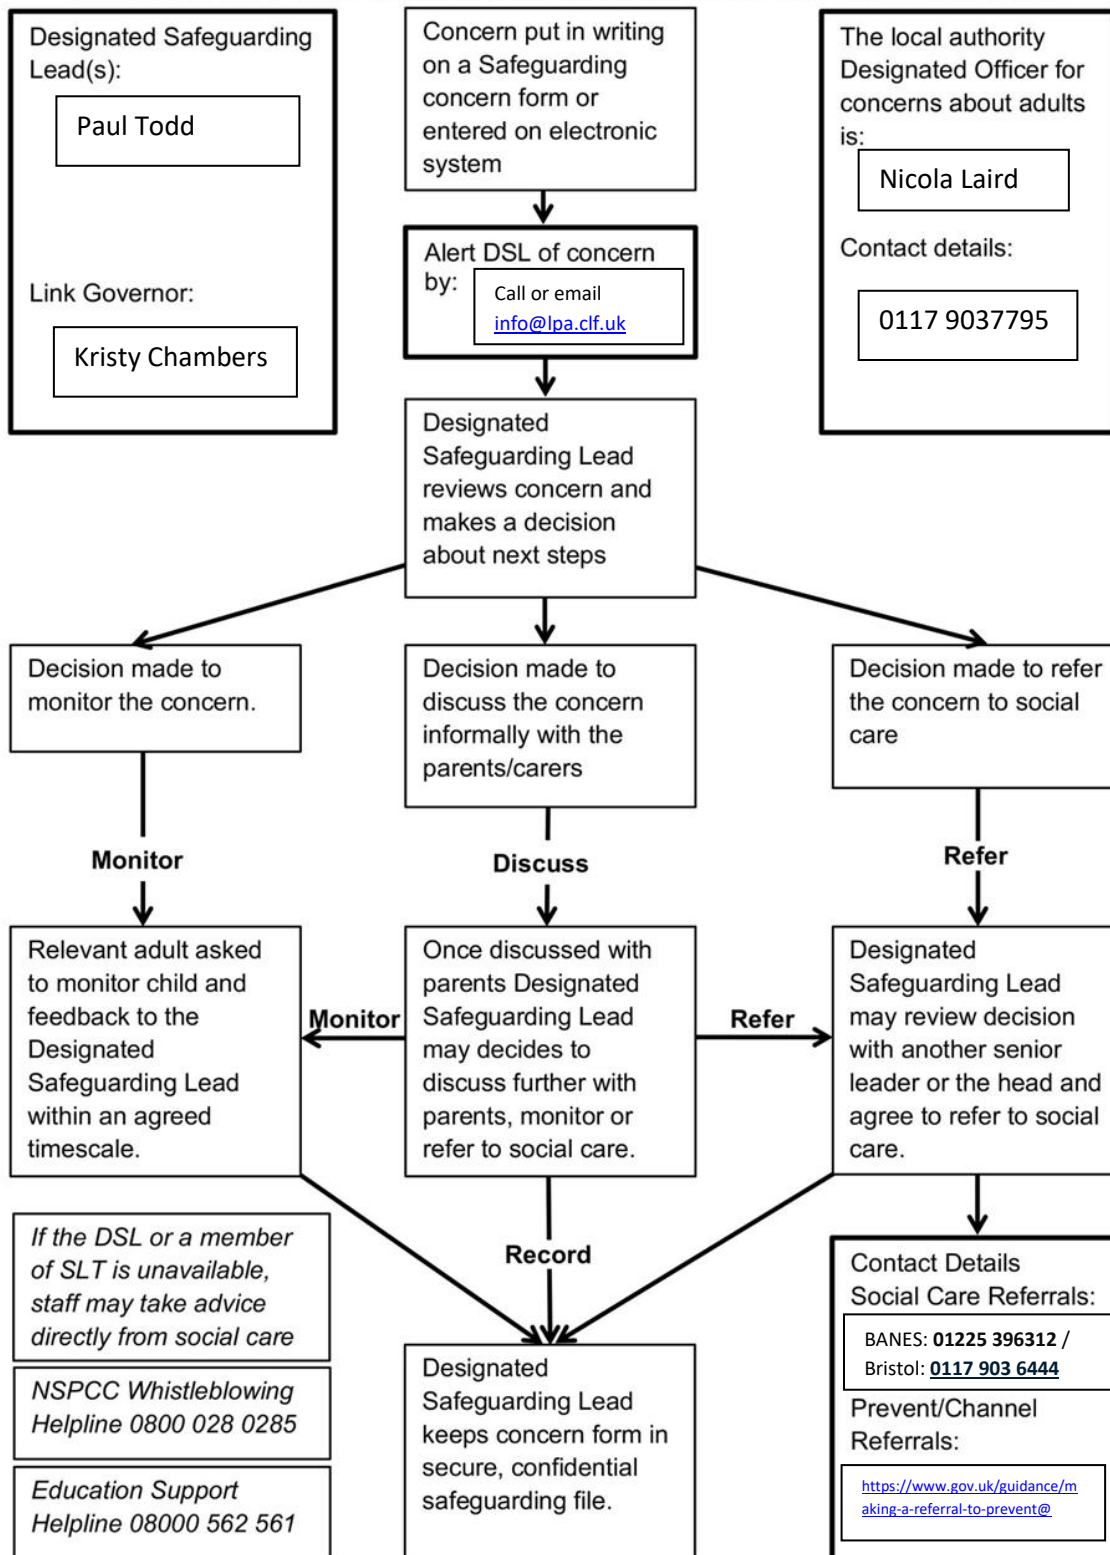 Designated Safeguarding
Lead(s):
Paul Todd
Link Governor:
Kristy Chambers
Concern put in writing
on a Safeguarding
concern form or
entered on electronic
system
The local authority
Designated Officer for
concerns about adults
is:
Nicola Laird
Contact details:
0117 9037795
Alert DSL of concern
by:
Call or email
info@lpa.clf.uk
Designated
Safeguarding Lead
reviews concern and
makes a decision
about next steps
Decision made to
monitor the concern.
Decision made to
discuss the concern
informally with the
parents/carers
Decision made to refer
the concern to social
care
Monitor
Discuss
Refer
Relevant adult asked
to monitor child and
feedback to the
Designated
Safeguarding Lead
within an agreed
timescale.
Monitor
Once discussed with
parents Designated
Safeguarding Lead
may decides to
discuss further with
parents, monitor or
refer to social care.
Refer
Designated
Safeguarding Lead
may review decision
with another senior
leader or the head and
agree to refer to social
care.
If the DSL or a member
of SLT is unavailable,
staff may take advice
directly from social care
NSPCC Whistleblowing
Helpline 0800 028 0285
Education Support
Helpline 08000 562 561
Record
Designated
Safeguarding Lead
keeps concern form in
secure, confidential
safeguarding file.
Contact Details
Social Care Referrals:
BANES: 01225 396312 /
Bristol: 0117 903 6444
Prevent/Channel
Referrals:
https://www.gov.uk/guidance/m
aking-a-referral-to-prevent@